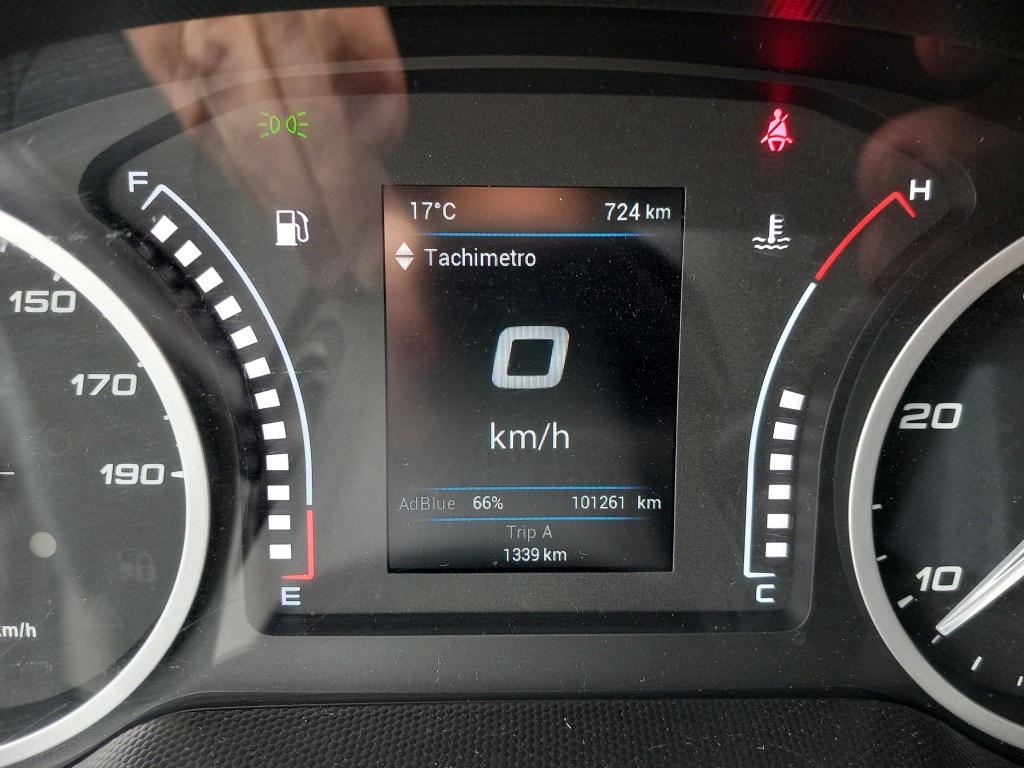 F
H
17°C 724 km
Tachimetro
150
170
190
0
km/h
20
10
AdBlue 66% 101261 km
Trip A
1339 km
E
C
km/h